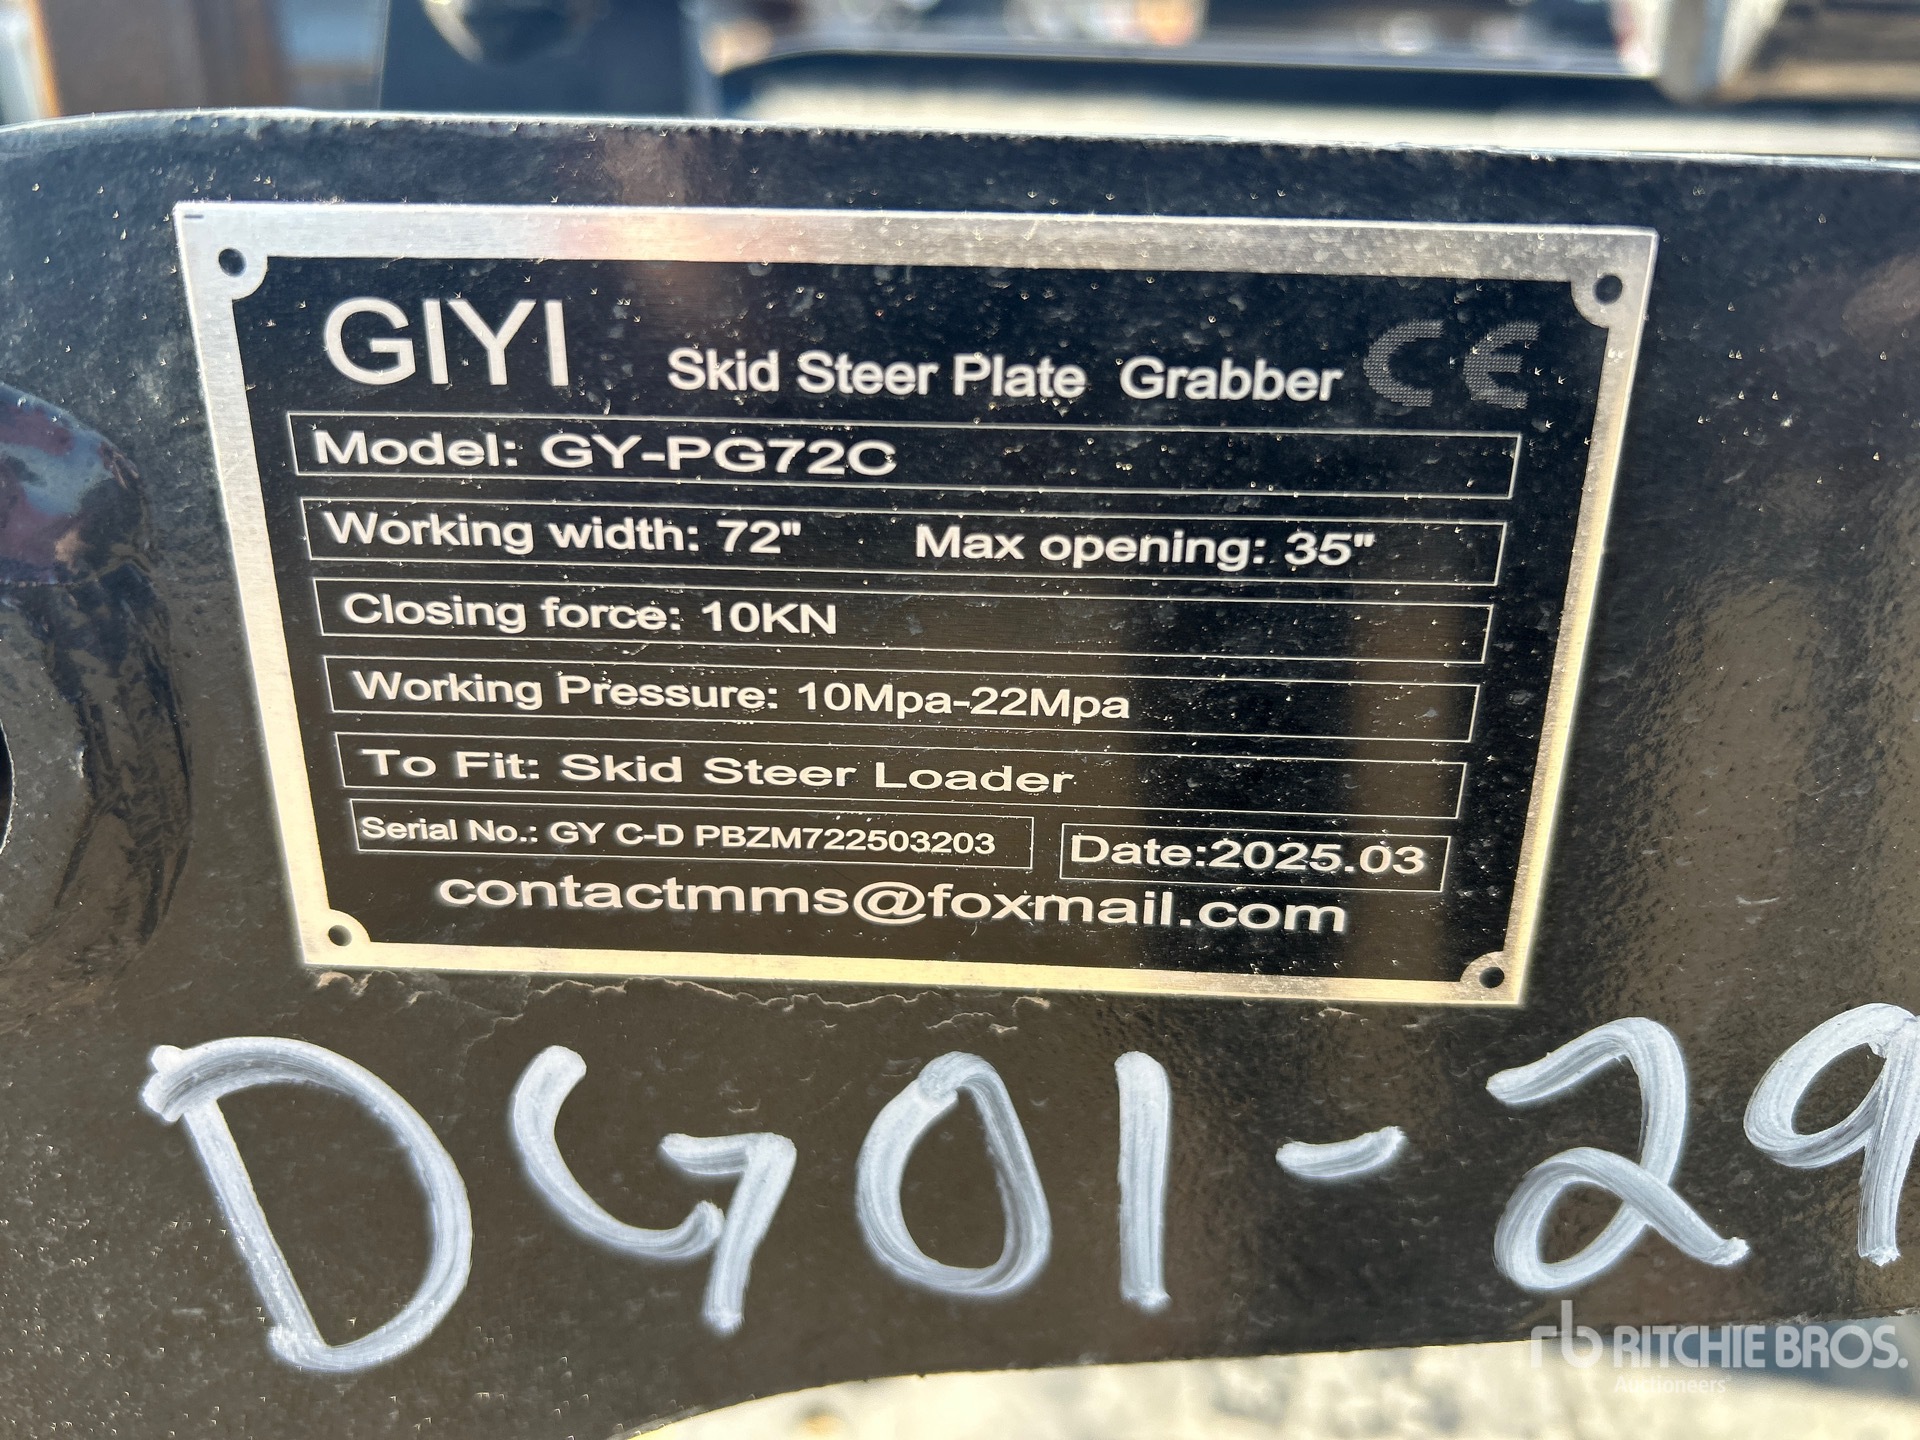 GIYI Skid Steer Plate Grabber CE
Model: GY-PG72C
Working width: 72" Max opening: 35"
Closing force: 10KN
Working Pressure: 10Mpa-22Mpa
To Fit: Skid Steer Loader
Serial No.: GY C-D PBZM722503203 Date:2025.03
contactmms@foxmail.com
DG01-29
rb RITCHIE BROS.
Auctioneers